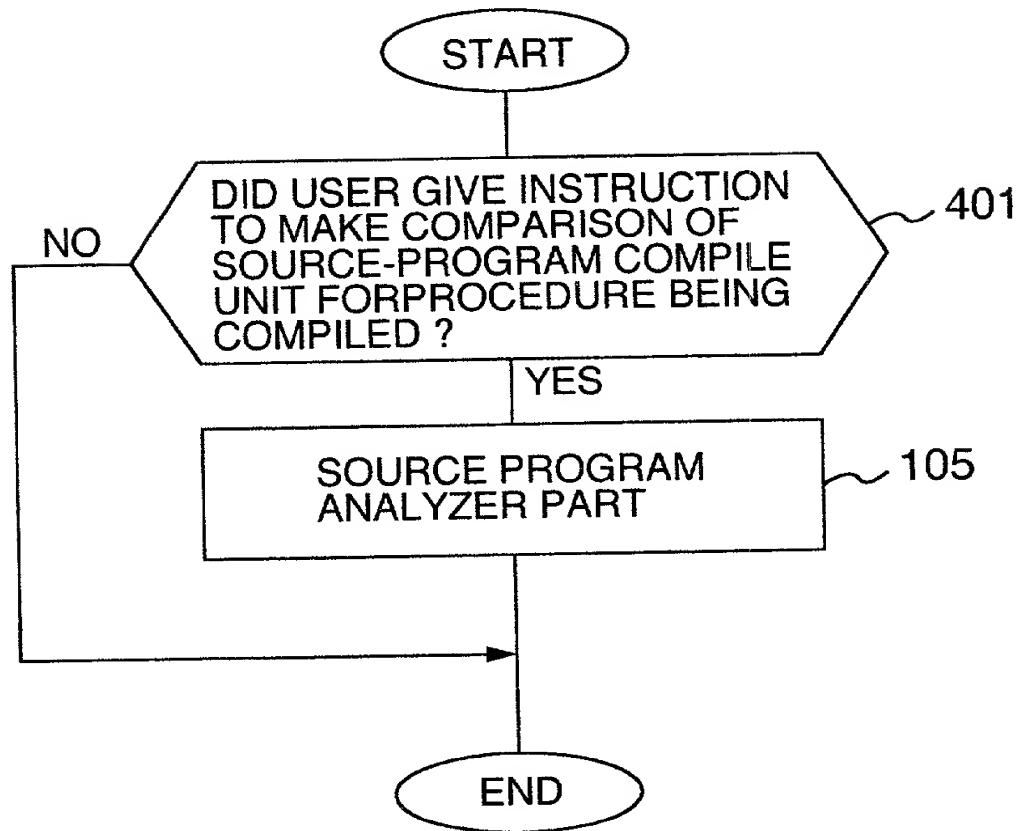 START
DID USER GIVE INSTRUCTION
TO MAKE COMPARISON OF
SOURCE-PROGRAM COMPILE
UNIT FORPROCEDURE BEING
COMPILED ?
401
NO
YES
SOURCE PROGRAM
ANALYZER PART
105
END